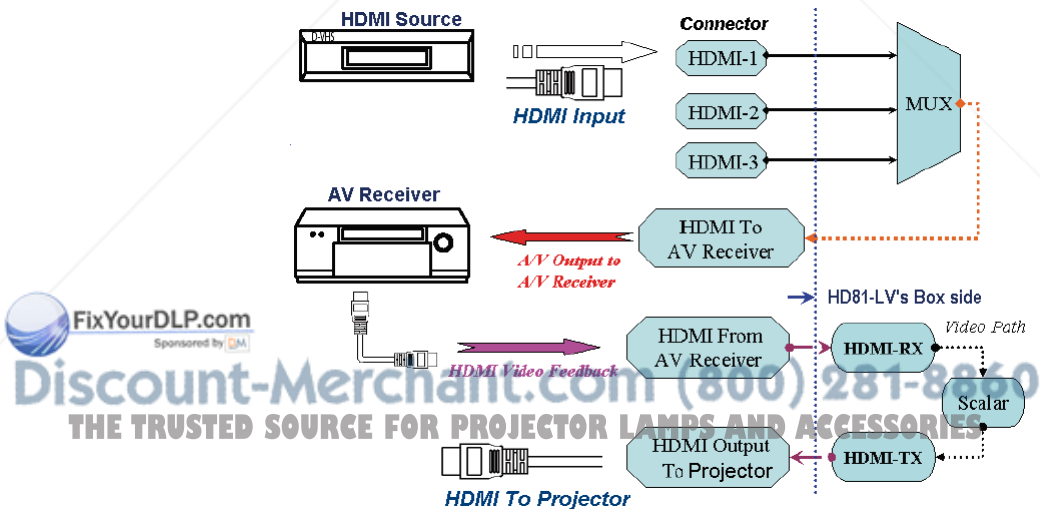 HDMI Source
D-VHS
Connector
HDMI-1
HDMI-2
HDMI-3
MUX
HDMI Input
AV Receiver
HDMI To
AV Receiver
A/V Output to
A/V Receiver
HD81-LV's Box side
FixYourDLP.com
Sponsored by DM
HDMI Video Feedback
HDMI From
AV Receiver
HDMI-RX
Video Path
Discount-Merchant.com (800) 281-8860
Scalar
THE TRUSTED SOURCE FOR PROJECTOR LAMPS AND ACCESSORIES
HDMI Output
To Projector
HDMI-TX
HDMI To Projector